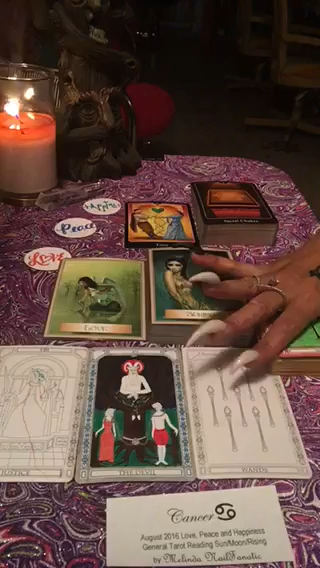 Happiness
Peace
Love
LOVE
JUSTICE
THE DEVIL
WANDS
Cancer ♋
August 2016 Love, Peace and Happiness
General Tarot Reading Sun/Moon/Rising
by Melinda NailFanatic